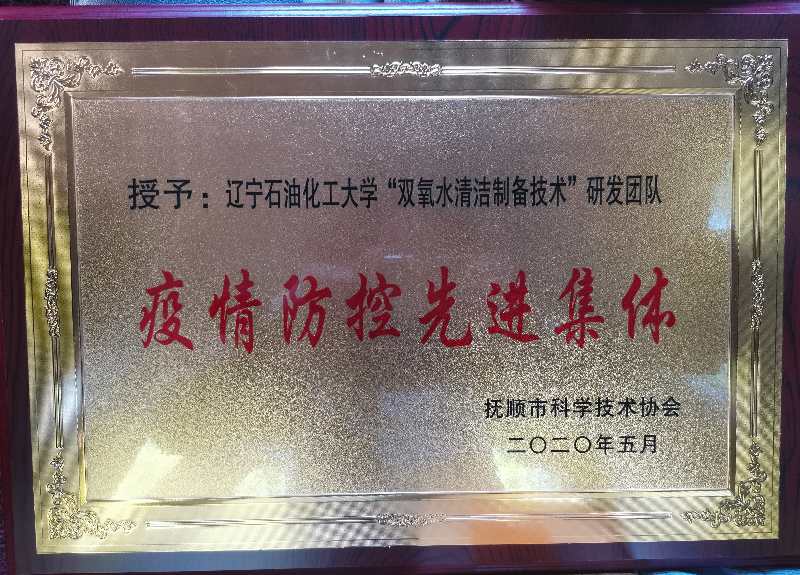 授予：辽宁石油化工大学“双氧水清洁制备技术”研发团队
疫情防控先进集体
抚顺市科学技术协会
二〇二〇年五月